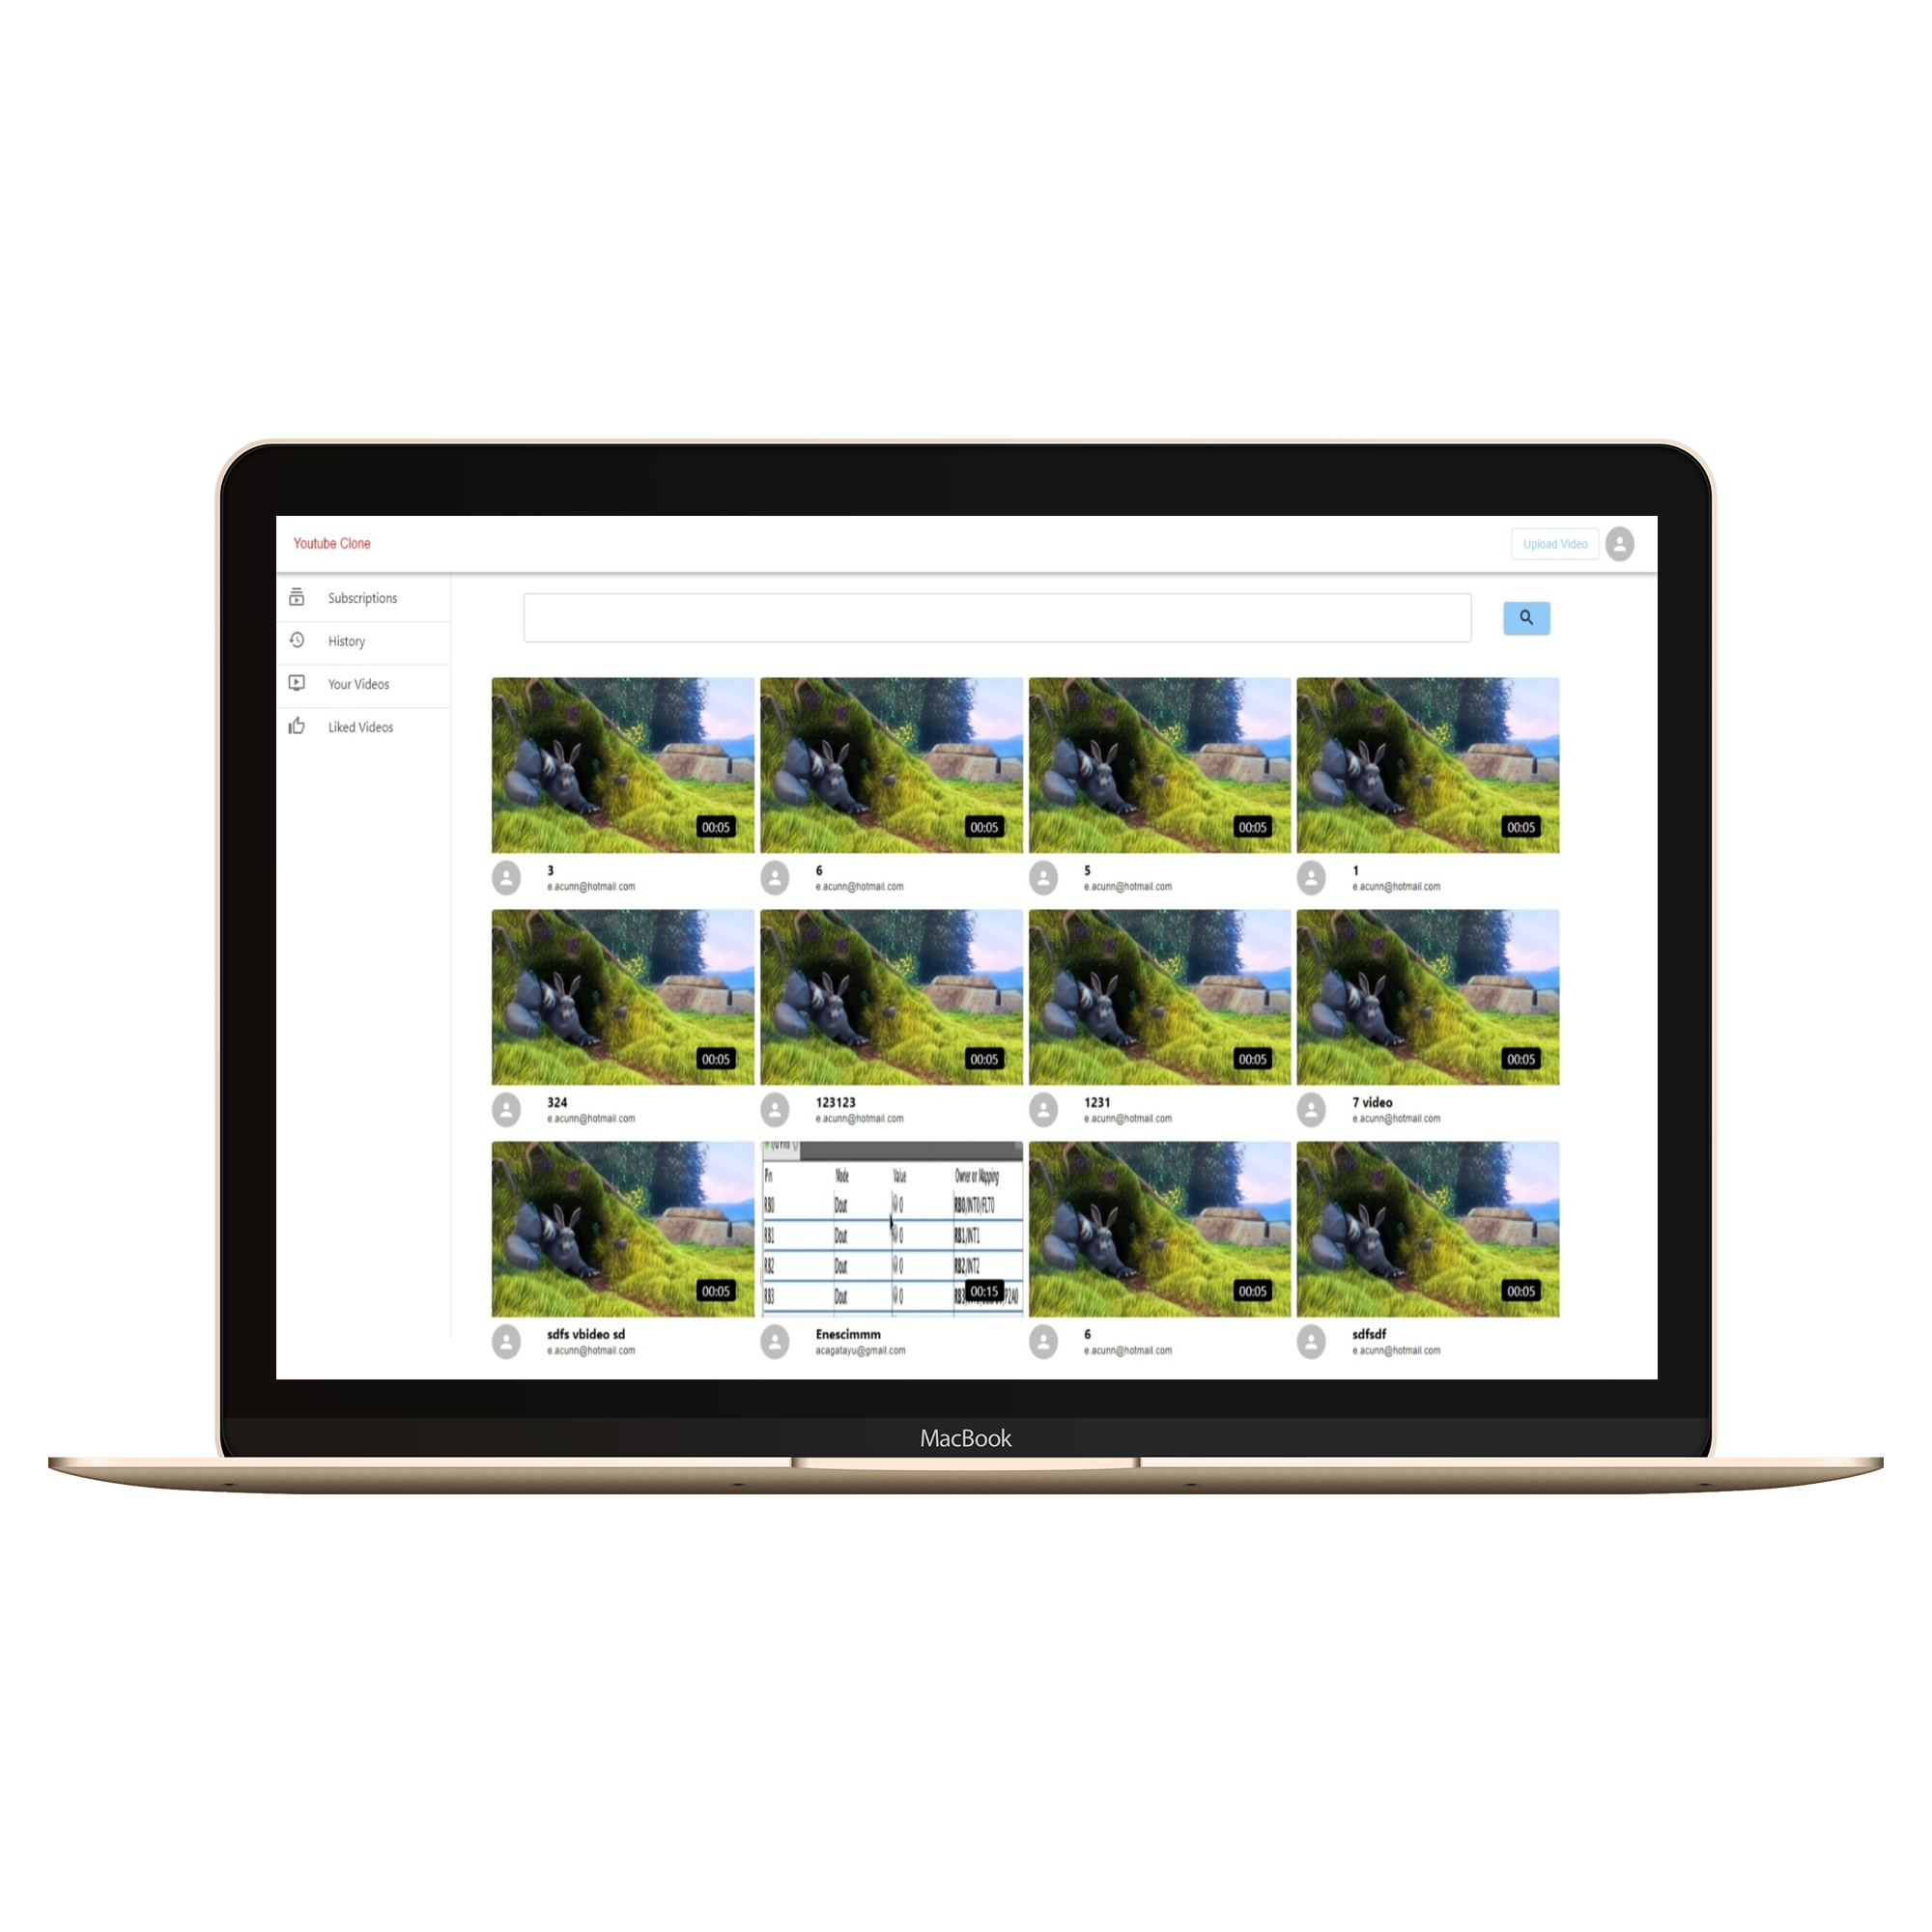 Youtube Clone
Upload Video
Subscriptions
History
Your Videos
Liked Videos
00:05
00:05
00:05
00:05
3
e.acunn@hotmail.com
6
e.acunn@hotmail.com
5
e.acunn@hotmail.com
1
e.acunn@hotmail.com
00:05
00:05
00:05
00:05
324
e.acunn@hotmail.com
123123
e.acunn@hotmail.com
1231
e.acunn@hotmail.com
7 video
e.acunn@hotmail.com
00:05
Pin Mode Value Owner or Mapping
RB0 Dout 0 RB0/INT0/FLT0
RB1 Dout 0 RB1/INT1
RB2 Dout 0 RB2/INT2
RB3 Dout 0
00:15
00:05
00:05
sdfs vbideo sd
e.acunn@hotmail.com
Enescimmm
acagatayu@gmail.com
6
e.acunn@hotmail.com
sdfsdf
e.acunn@hotmail.com
MacBook